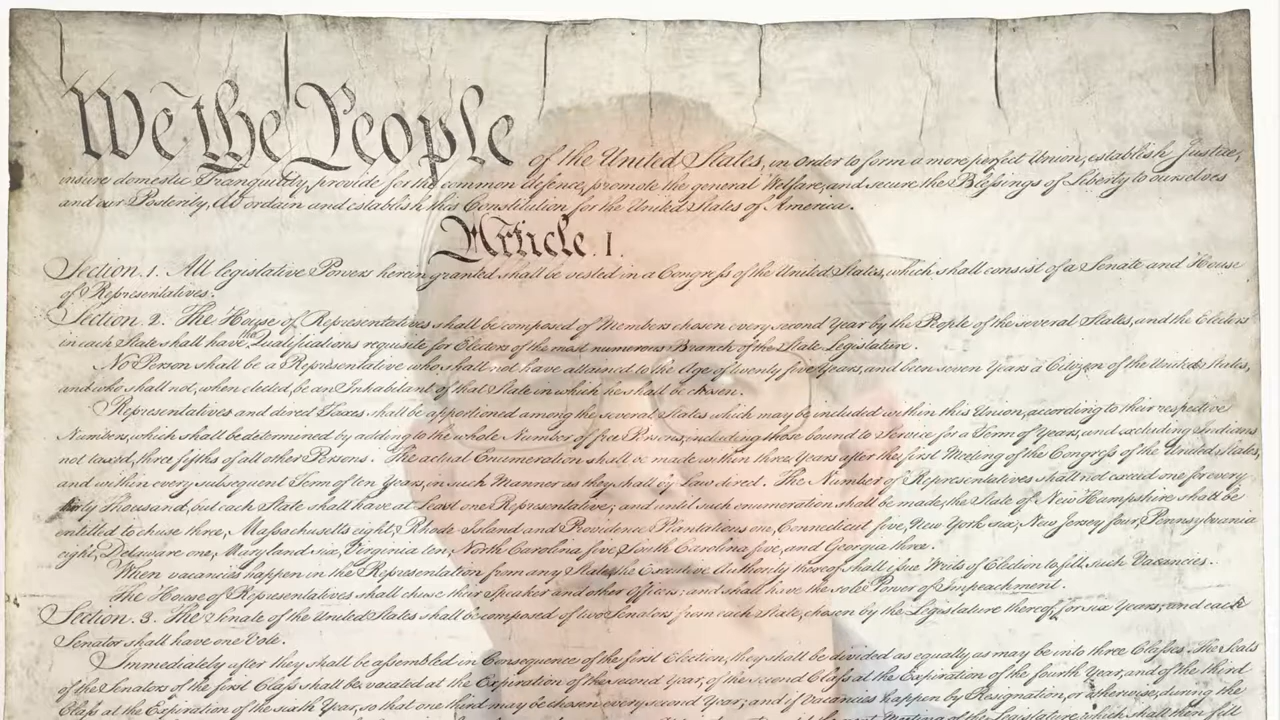 We the People of the United States, in Order to form a more perfect Union, establish Justice,
insure domestic Tranquility, provide for the common defence, promote the general Welfare, and secure the Blessings of Liberty to ourselves
and our Posterity, do ordain and establish this Constitution for the United States of America.
Article. I.
Section. 1. All legislative Powers herein granted shall be vested in a Congress of the United States, which shall consist of a Senate and House
of Representatives.
Section. 2. The House of Representatives shall be composed of Members chosen every second Year by the People of the several States, and the Electors
in each State shall have the Qualifications requisite for Electors of the most numerous Branch of the State Legislature.
No Person shall be a Representative who shall not have attained to the Age of twenty five Years, and been seven Years a Citizen of the United States,
and who shall not, when elected, be an Inhabitant of that State in which he shall be chosen.
Representatives and direct Taxes shall be apportioned among the several States which may be included within this Union, according to their respective
Numbers, which shall be determined by adding to the whole Number of free Persons, including those bound to Service for a Term of Years, and excluding Indians
not taxed, three fifths of all other Persons. The actual Enumeration shall be made within three Years after the first Meeting of the Congress of the United States,
and within every subsequent Term of ten Years, in such Manner as they shall by Law direct. The Number of Representatives shall not exceed one for every
thirty Thousand, but each State shall have at Least one Representative; and until such enumeration shall be made, the State of New Hampshire shall be
entitled to chuse three, Massachusetts eight, Rhode Island and Providence Plantations one, Connecticut five, New York six, New Jersey four, Pennsylvania
eight, Delaware one, Maryland six, Virginia ten, North Carolina five, South Carolina five, and Georgia three.
When vacancies happen in the Representation from any State, the Executive Authority thereof shall issue Writs of Election to fill such Vacancies.
The House of Representatives shall chuse their Speaker and other Officers; and shall have the sole Power of Impeachment.
Section. 3. The Senate of the United States shall be composed of two Senators from each State, chosen by the Legislature thereof, for six Years; and each
Senator shall have one Vote.
Immediately after they shall be assembled in Consequence of the first Election, they shall be divided as equally as may be into three Classes. The Seats
of the Senators of the first Class shall be vacated at the Expiration of the second Year, of the second Class at the Expiration of the fourth Year, and of the third
Class at the Expiration of the sixth Year, so that one third may be chosen every second Year; and if Vacancies happen by Resignation, or otherwise, during the
Meeting of the Legislature, which shall then fill